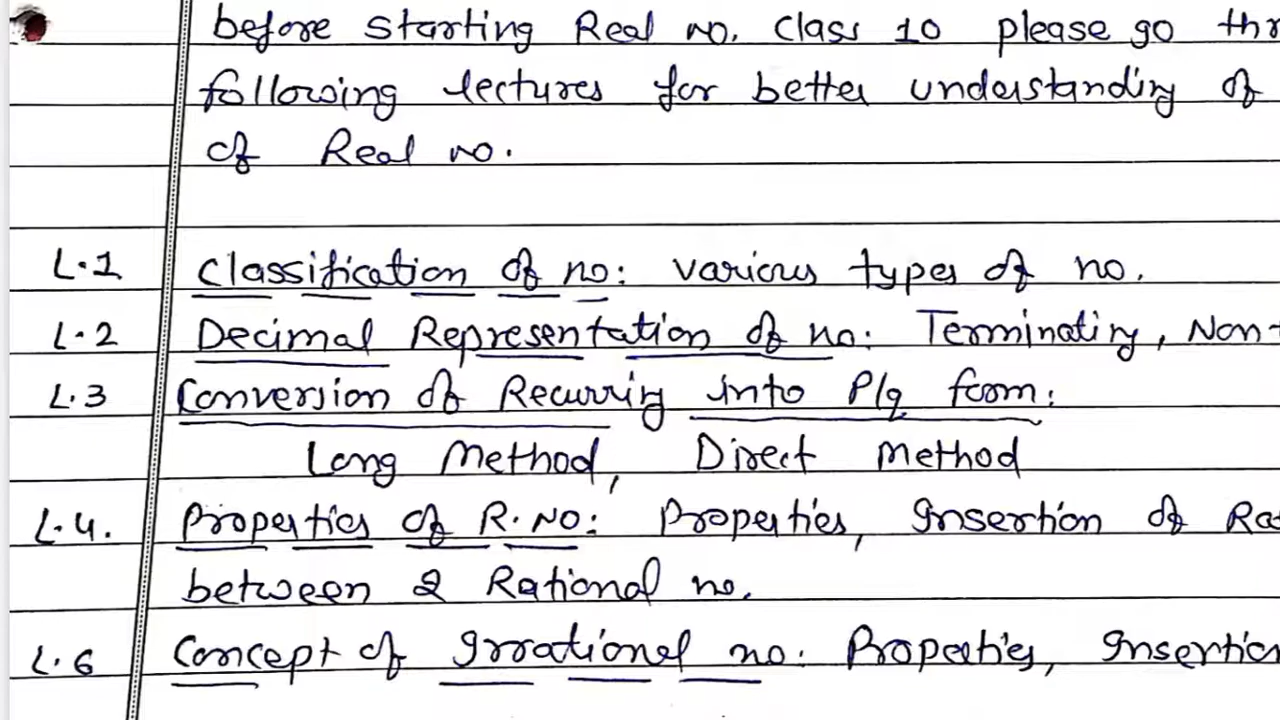 before starting Real no. Class 10 please go thr
following lectures for better understanding of
of Real no.
L.1 Classification of no: various types of no.
L.2 Decimal Representation of no: Terminating, Non-
L.3 Conversion of Recurring into P/q form:
Long Method, Direct Method
L.4. Properties of R.NO: Properties, Insertion of Ra
between 2 Rational no.
L.6 Concept of Irrational no: Properties, Insertion